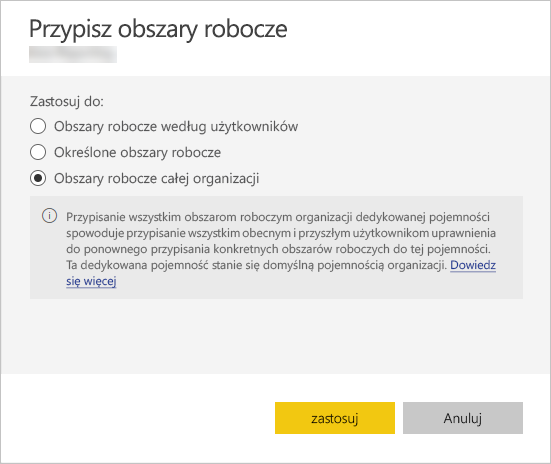 Przypisz obszary robocze
Zastosuj do:
Obszary robocze według użytkowników
Określone obszary robocze
Obszary robocze całej organizacji
Przypisanie wszystkim obszarom roboczym organizacji dedykowanej pojemności
spowoduje przypisanie wszystkim obecnym i przyszłym użytkownikom uprawnienia
do ponownego przypisania konkretnych obszarów roboczych do tej pojemności.
Ta dedykowana pojemność stanie się domyślną pojemnością organizacji. Dowiedz
się więcej
zastosuj
Anuluj